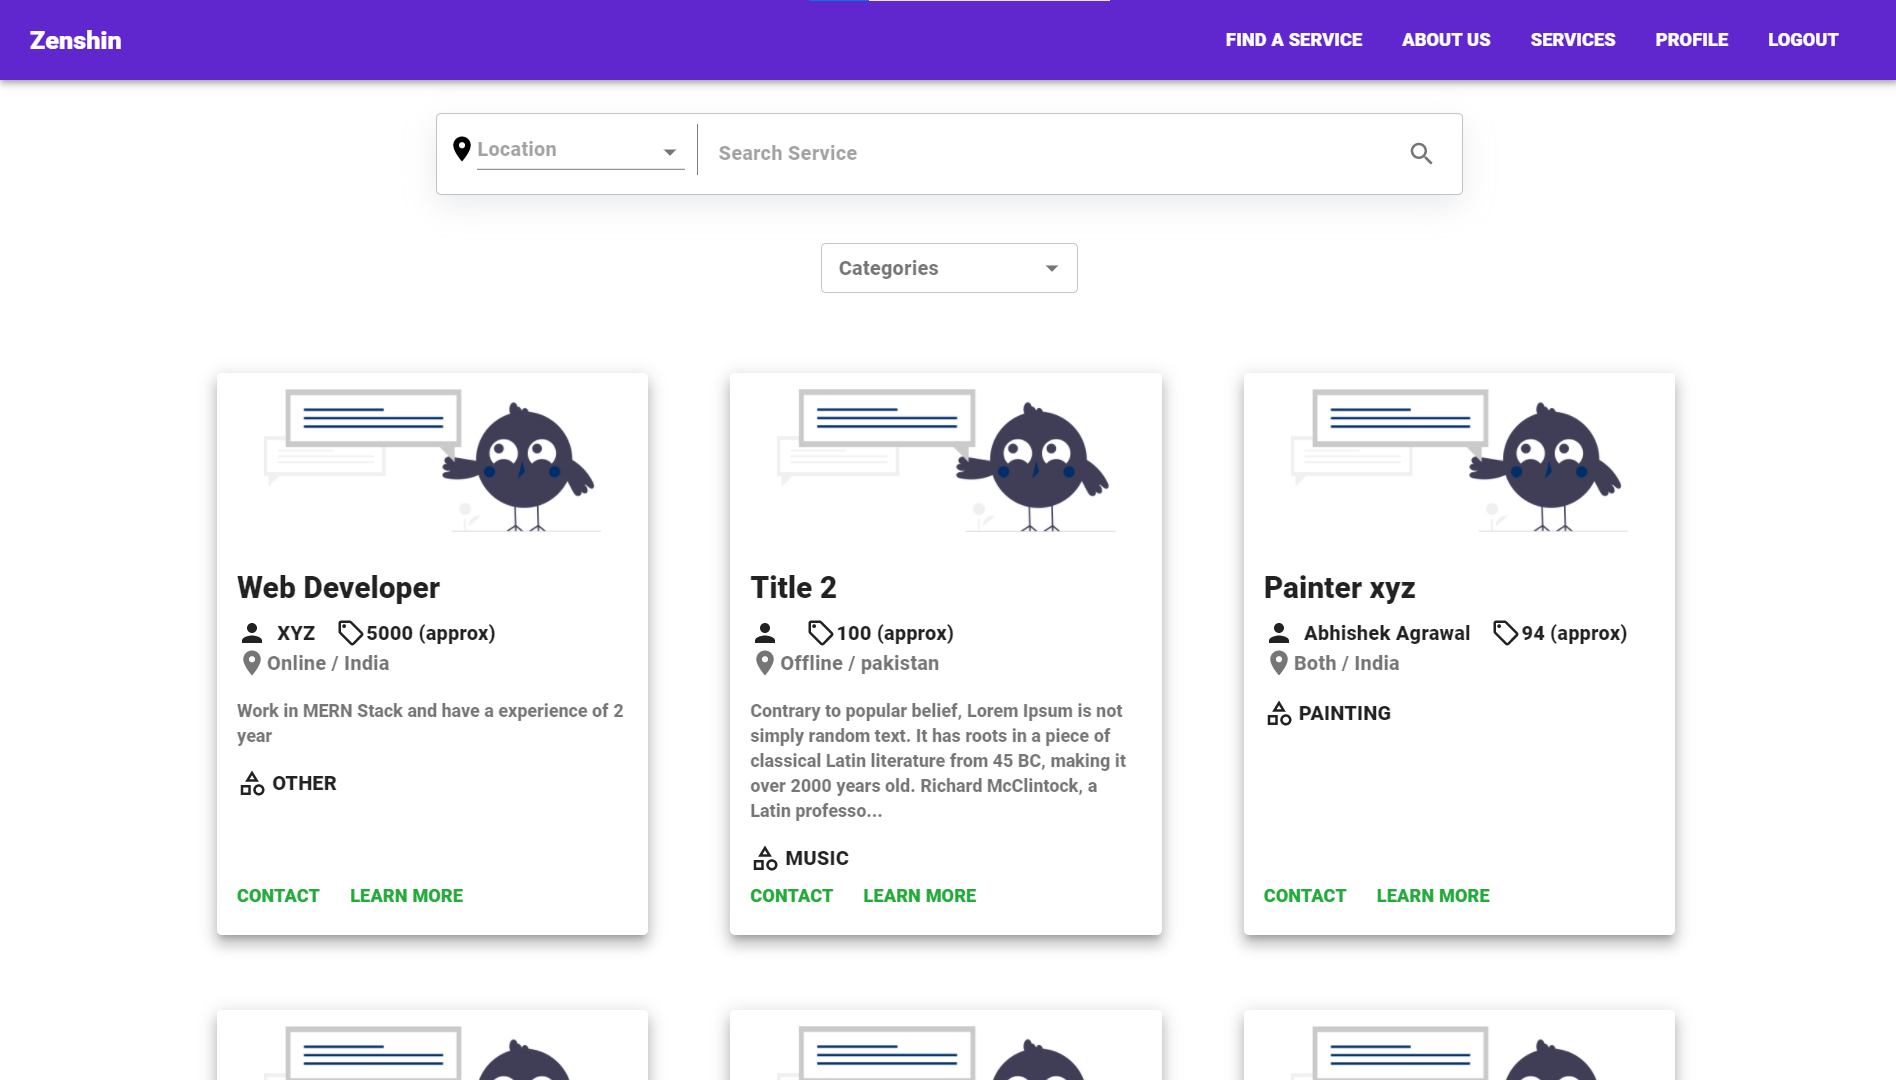 Zenshin
FIND A SERVICE
ABOUT US
SERVICES
PROFILE
LOGOUT
Location
Search Service
Categories
Web Developer
XYZ
5000 (approx)
Online / India
Work in MERN Stack and have a experience of 2
year
OTHER
CONTACT
LEARN MORE
Title 2
100 (approx)
Offline / pakistan
Contrary to popular belief, Lorem Ipsum is not
simply random text. It has roots in a piece of
classical Latin literature from 45 BC, making it
over 2000 years old. Richard McClintock, a
Latin professo...
MUSIC
CONTACT
LEARN MORE
Painter xyz
Abhishek Agrawal
94 (approx)
Both / India
PAINTING
CONTACT
LEARN MORE